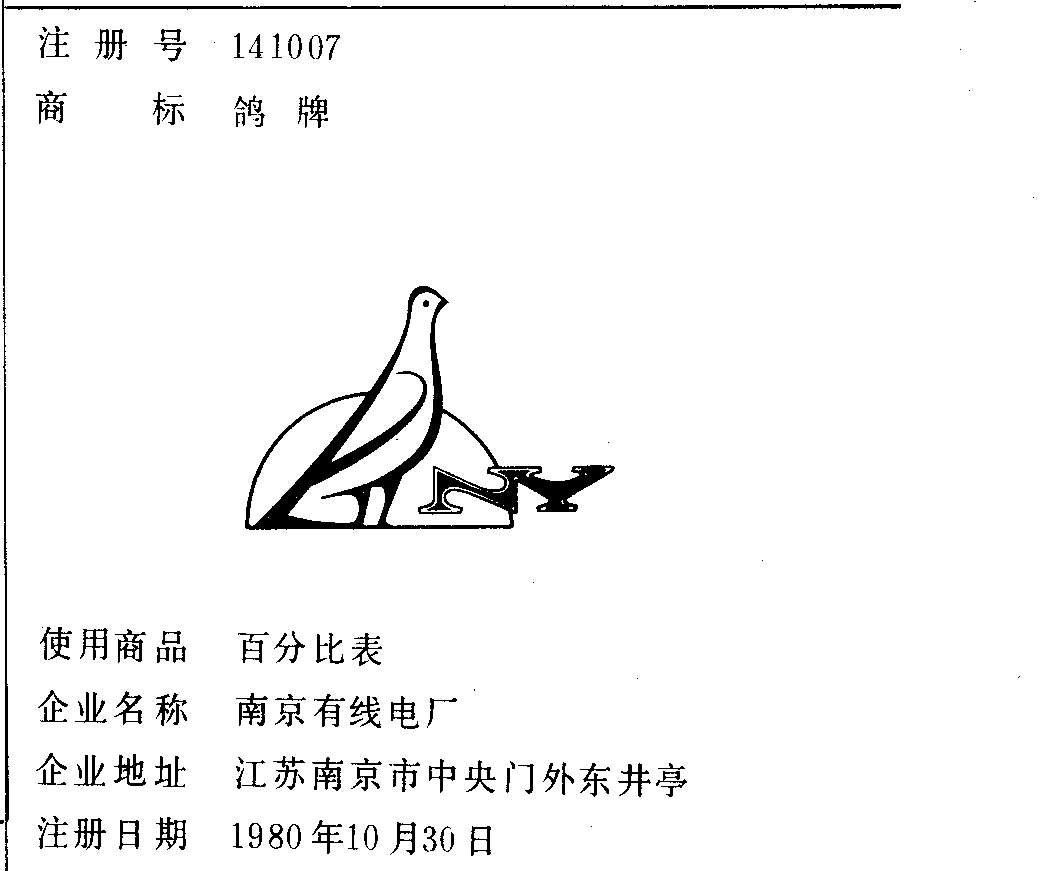 注册号 141007
商标 鸽牌
NY
使用商品 百分比表
企业名称 南京有线电厂
企业地址 江苏南京市中央门外东井亭
注册日期 1980年10月30日